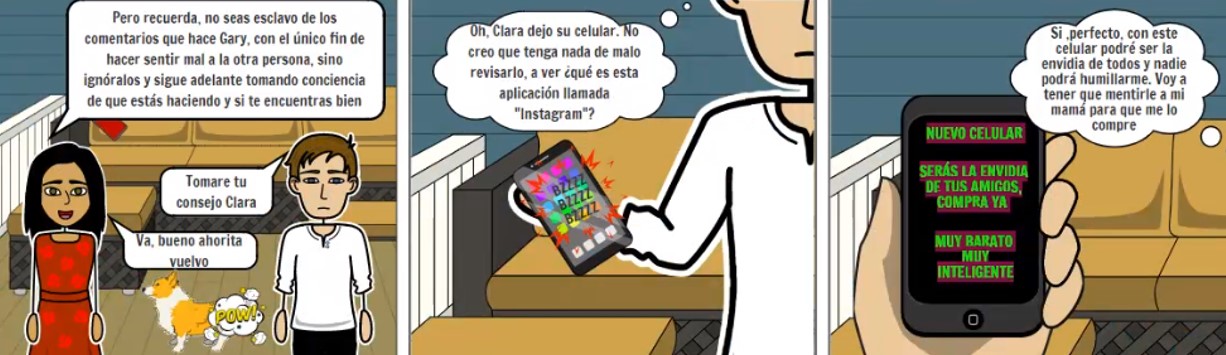 Pero recuerda, no seas esclavo de los
comentarios que hace Gary, con el único fin de
hacer sentir mal a la otra persona, sino
ignóralos y sigue adelante tomando conciencia
de que estás haciendo y si te encuentras bien
Tomare tu
consejo Clara
Va, bueno ahorita
vuelvo
POW!
Oh, Clara dejo su celular. No
creo que tenga nada de malo
revisarlo, a ver ¿qué es esta
aplicación llamada
"Instagram"?
BZZZZ
BZZZZ
BZZZZ
Si ,perfecto, con este
celular podré ser la
envidia de todos y nadie
podrá humillarme. Voy a
tener que mentirle a mi
mamá para que me lo
compre
NUEVO CELULAR
SERÁS LA ENVIDIA
DE TUS AMIGOS,
COMPRA YA
MUY BARATO
MUY
INTELIGENTE